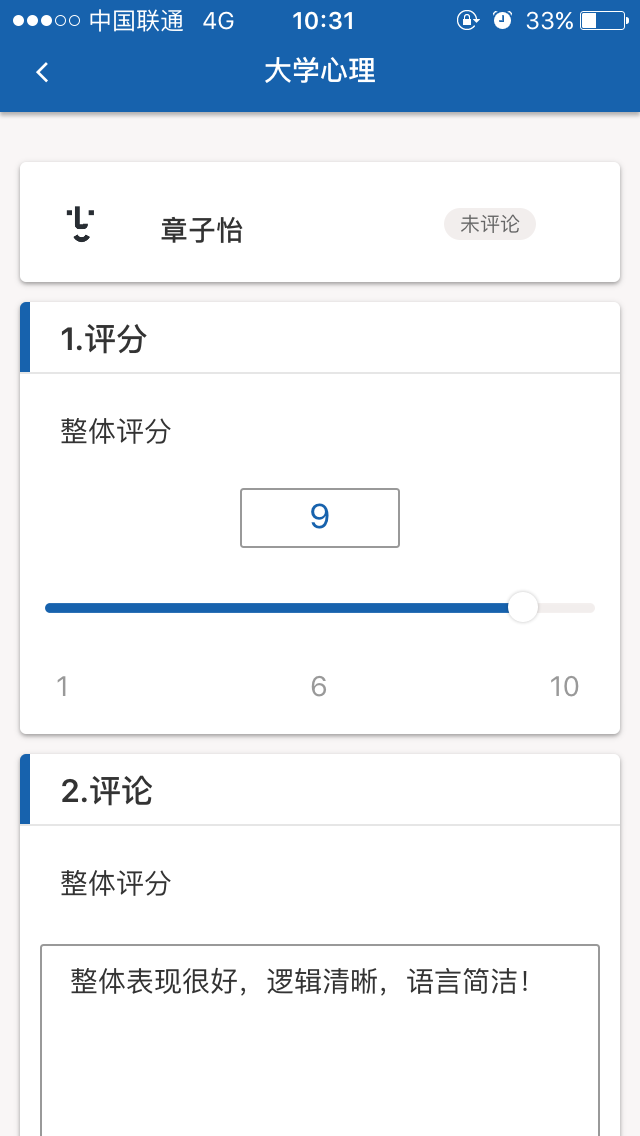 中国联通 4G 10:31 33%
大学心理
章子怡 未评论
1.评分
整体评分
9
1 6 10
2.评论
整体评分
整体表现很好，逻辑清晰，语言简洁！